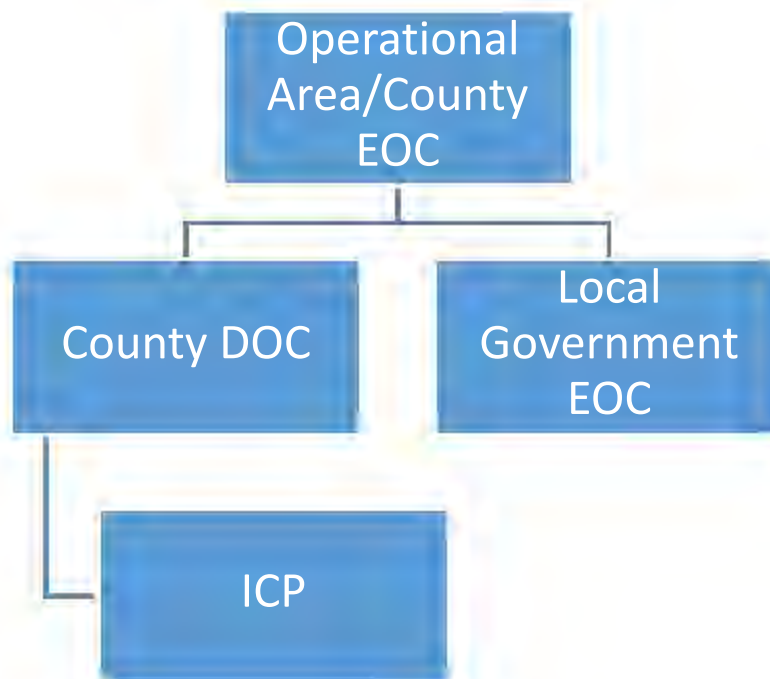 Operational
Area/County
EOC
County DOC
Local
Government
EOC
ICP